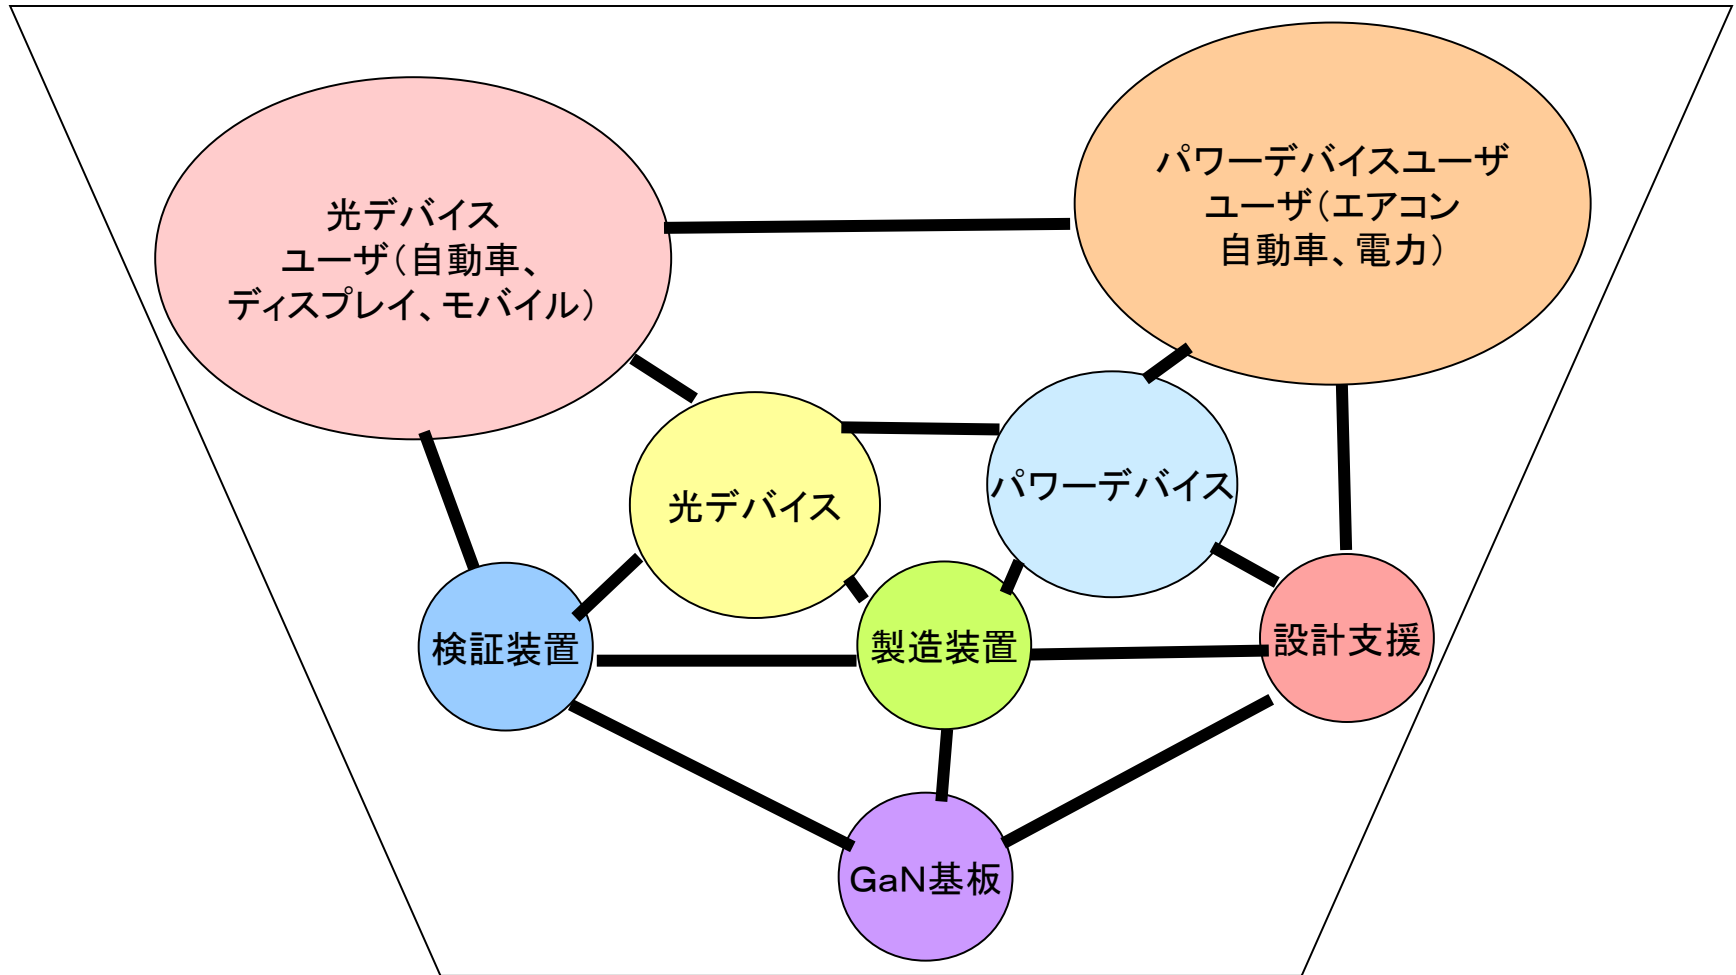 光デバイス
ユーザ（自動車、
ディスプレイ、モバイル）
パワーデバイスユーザ
ユーザ（エアコン
自動車、電力）
光デバイス
パワーデバイス
検証装置
製造装置
設計支援
GaN基板